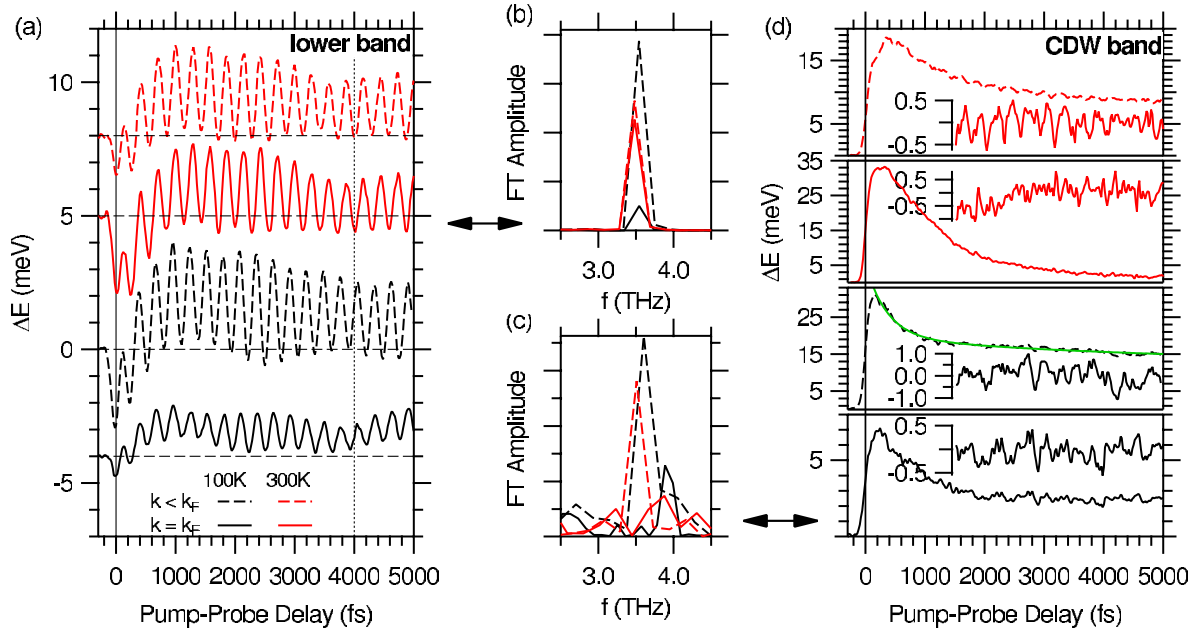 (a)
lower band
10
5
0
-5
ΔE (meV)
100K 300K
k < k_F
k = k_F
0 1000 2000 3000 4000 5000
Pump-Probe Delay (fs)
(b)
FT Amplitude
3.0 4.0
f (THz)
(c)
FT Amplitude
3.0 4.0
f (THz)
(d)
CDW band
15
5
0.5
-0.5
35
25
15
5
0.5
-0.5
ΔE (meV)
35
25
15
5
1.0
0.0
-1.0
5
0.5
-0.5
0 1000 2000 3000 4000 5000
Pump-Probe Delay (fs)